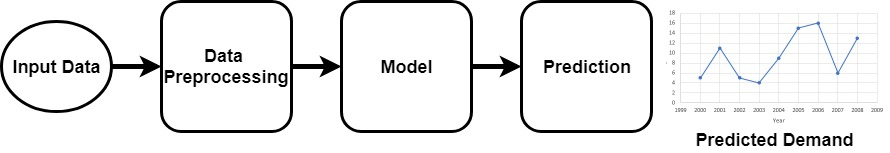 Input Data
Data
Preprocessing
Model
Prediction
18
16
14
12
10
8
6
4
2
0
1999 2000 2001 2002 2003 2004 2005 2006 2007 2008 2009
Year
Predicted Demand